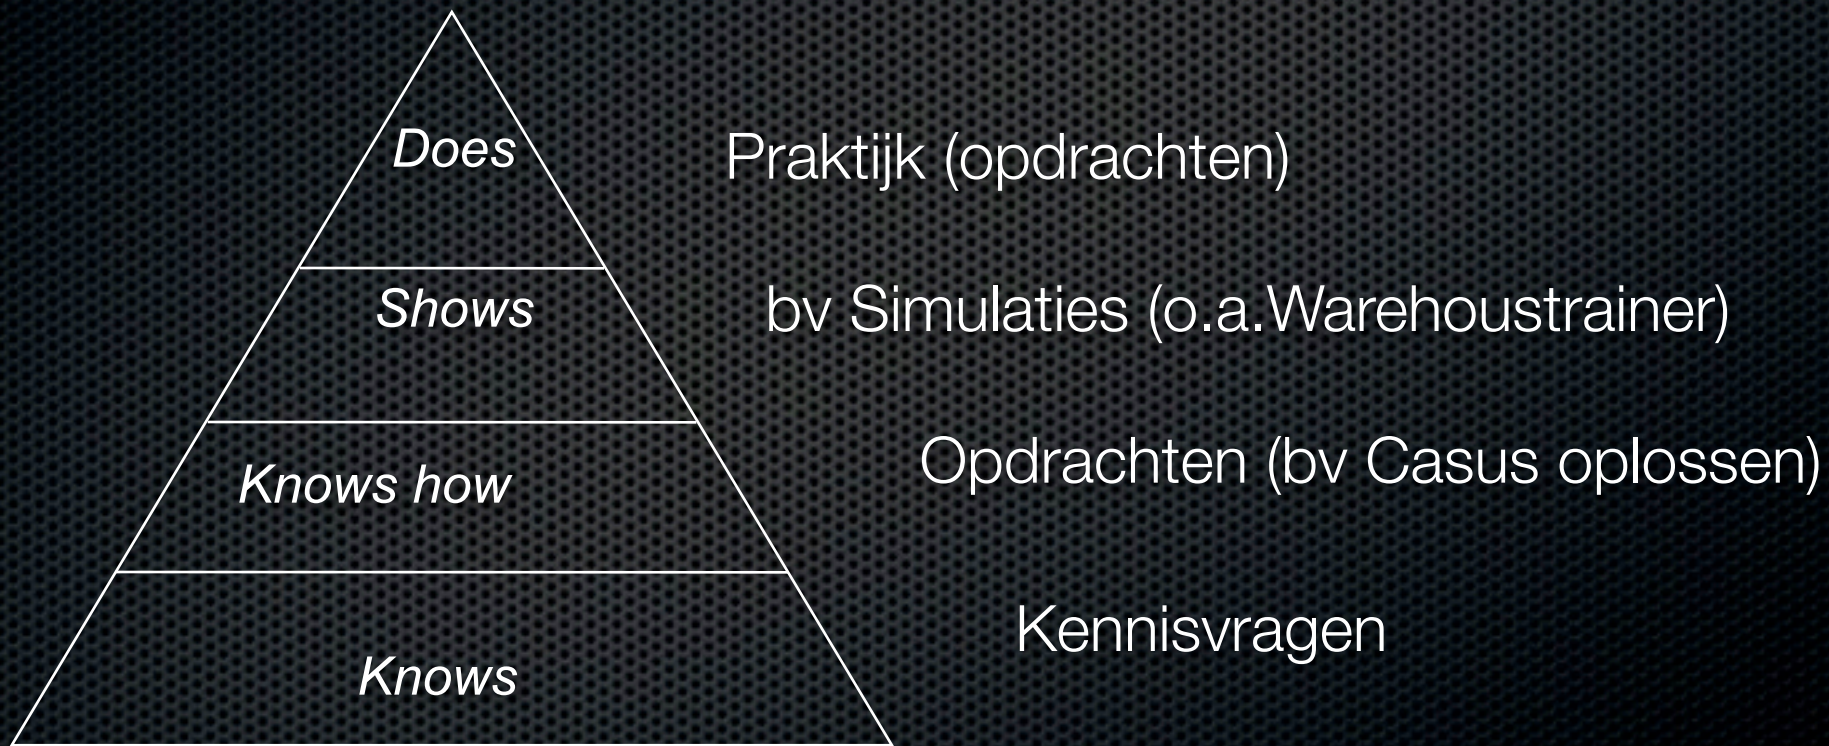 Does
Praktijk (opdrachten)
Shows
bv Simulaties (o.a.Warehoustrainer)
Knows how
Opdrachten (bv Casus oplossen)
Knows
Kennisvragen